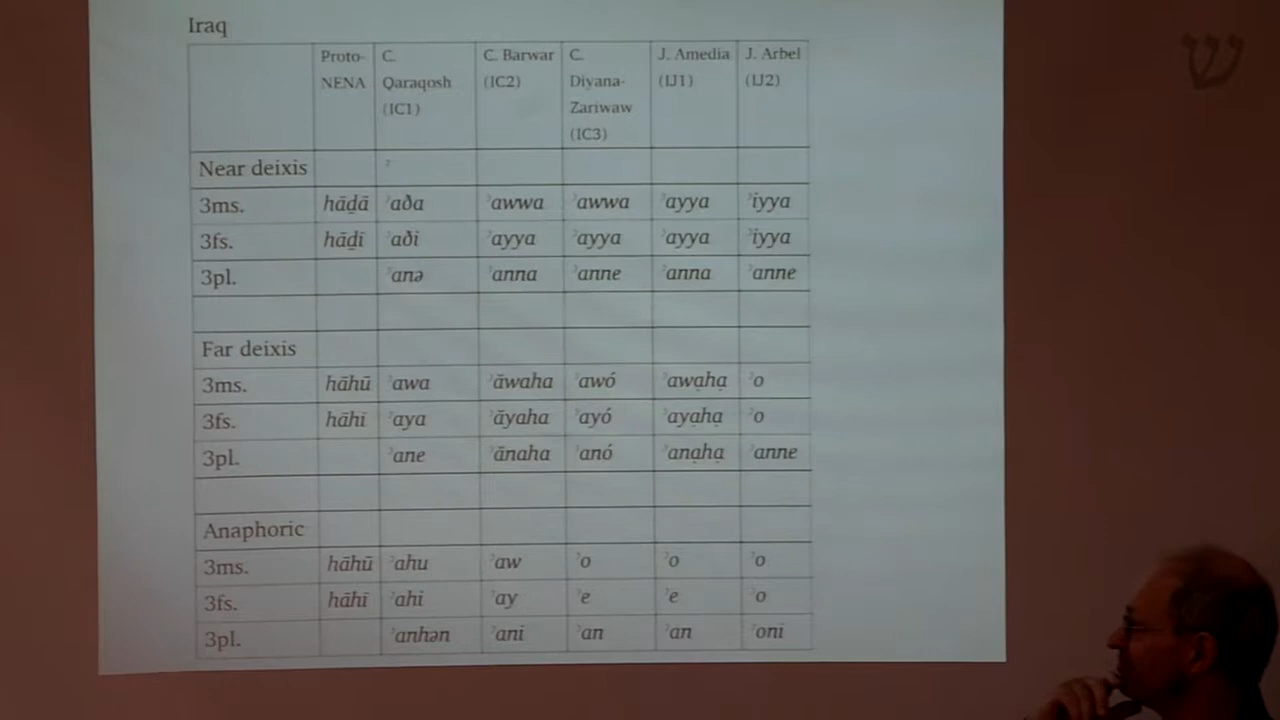 Iraq
Proto-NENA C. Qaraqosh (IC1) C. Barwar (IC2) C. Diyana-Zariwaw (IC3) J. Amedia (IJ1) J. Arbel (IJ2)
Near deixis ʾ
3ms. hāḏā ʾaða ʾawwa ʾawwa ʾayya ʾiyya
3fs. hāḏī ʾaði ʾayya ʾayya ʾayya ʾiyya
3pl. ʾanə ʾanna ʾanne ʾanna ʾanne
Far deixis
3ms. hāhū ʾawa ʾāwaha ʾawó ʾawạhạ ʾo
3fs. hāhī ʾaya ʾāyaha ʾayó ʾayạhạ ʾo
3pl. ʾane ʾānaha ʾanó ʾanạhạ ʾanne
Anaphoric
3ms. hāhū ʾahu ʾaw ʾo ʾo ʾo
3fs. hāhī ʾahi ʾay ʾe ʾe ʾo
3pl. ʾanhən ʾani ʾan ʾan ʾoni
ש